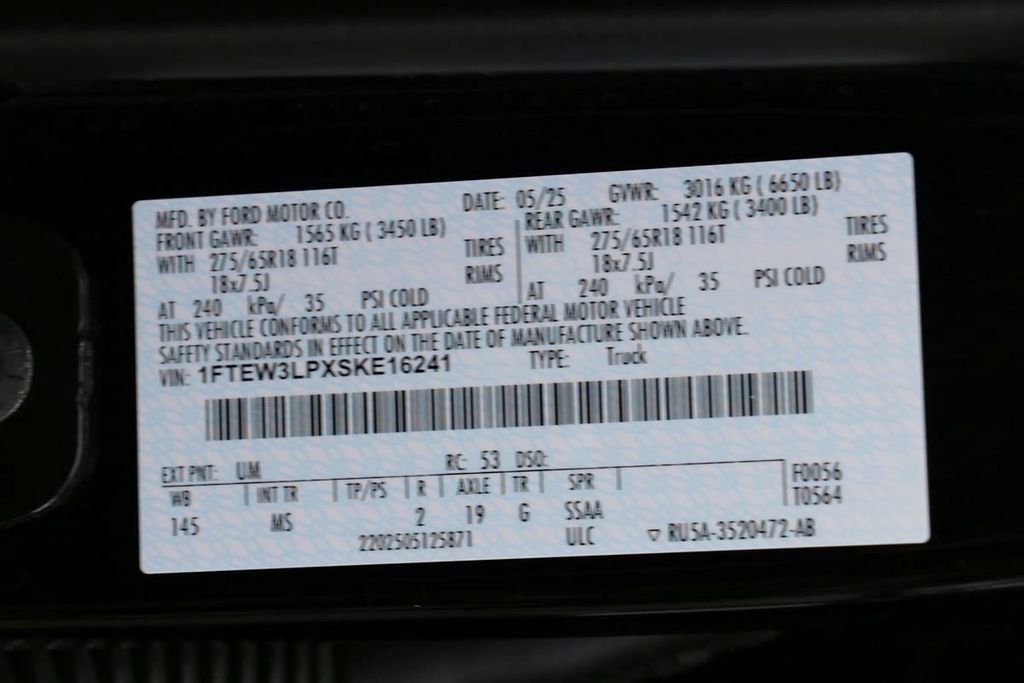 MFD. BY FORD MOTOR CO. DATE: 05/25 GVWR: 3016 KG ( 6650 LB)
FRONT GAWR: 1565 KG ( 3450 LB) REAR GAWR: 1542 KG ( 3400 LB)
WITH 275/65R18 116T TIRES WITH 275/65R18 116T TIRES
18x7.5J RIMS 18x7.5J RIMS
AT 240 kPa/ 35 PSI COLD AT 240 kPa/ 35 PSI COLD
THIS VEHICLE CONFORMS TO ALL APPLICABLE FEDERAL MOTOR VEHICLE
SAFETY STANDARDS IN EFFECT ON THE DATE OF MANUFACTURE SHOWN ABOVE.
VIN: 1FTEW3LPXSKE16241 TYPE: Truck
EXT PNT: UM RC: 53 DSO:
WB INT TR TP/PS R AXLE TR SPR F0056
145 MS 2 19 G SSAA T0564
2202505125871 ULC ▽ RU5A-3520472-AB